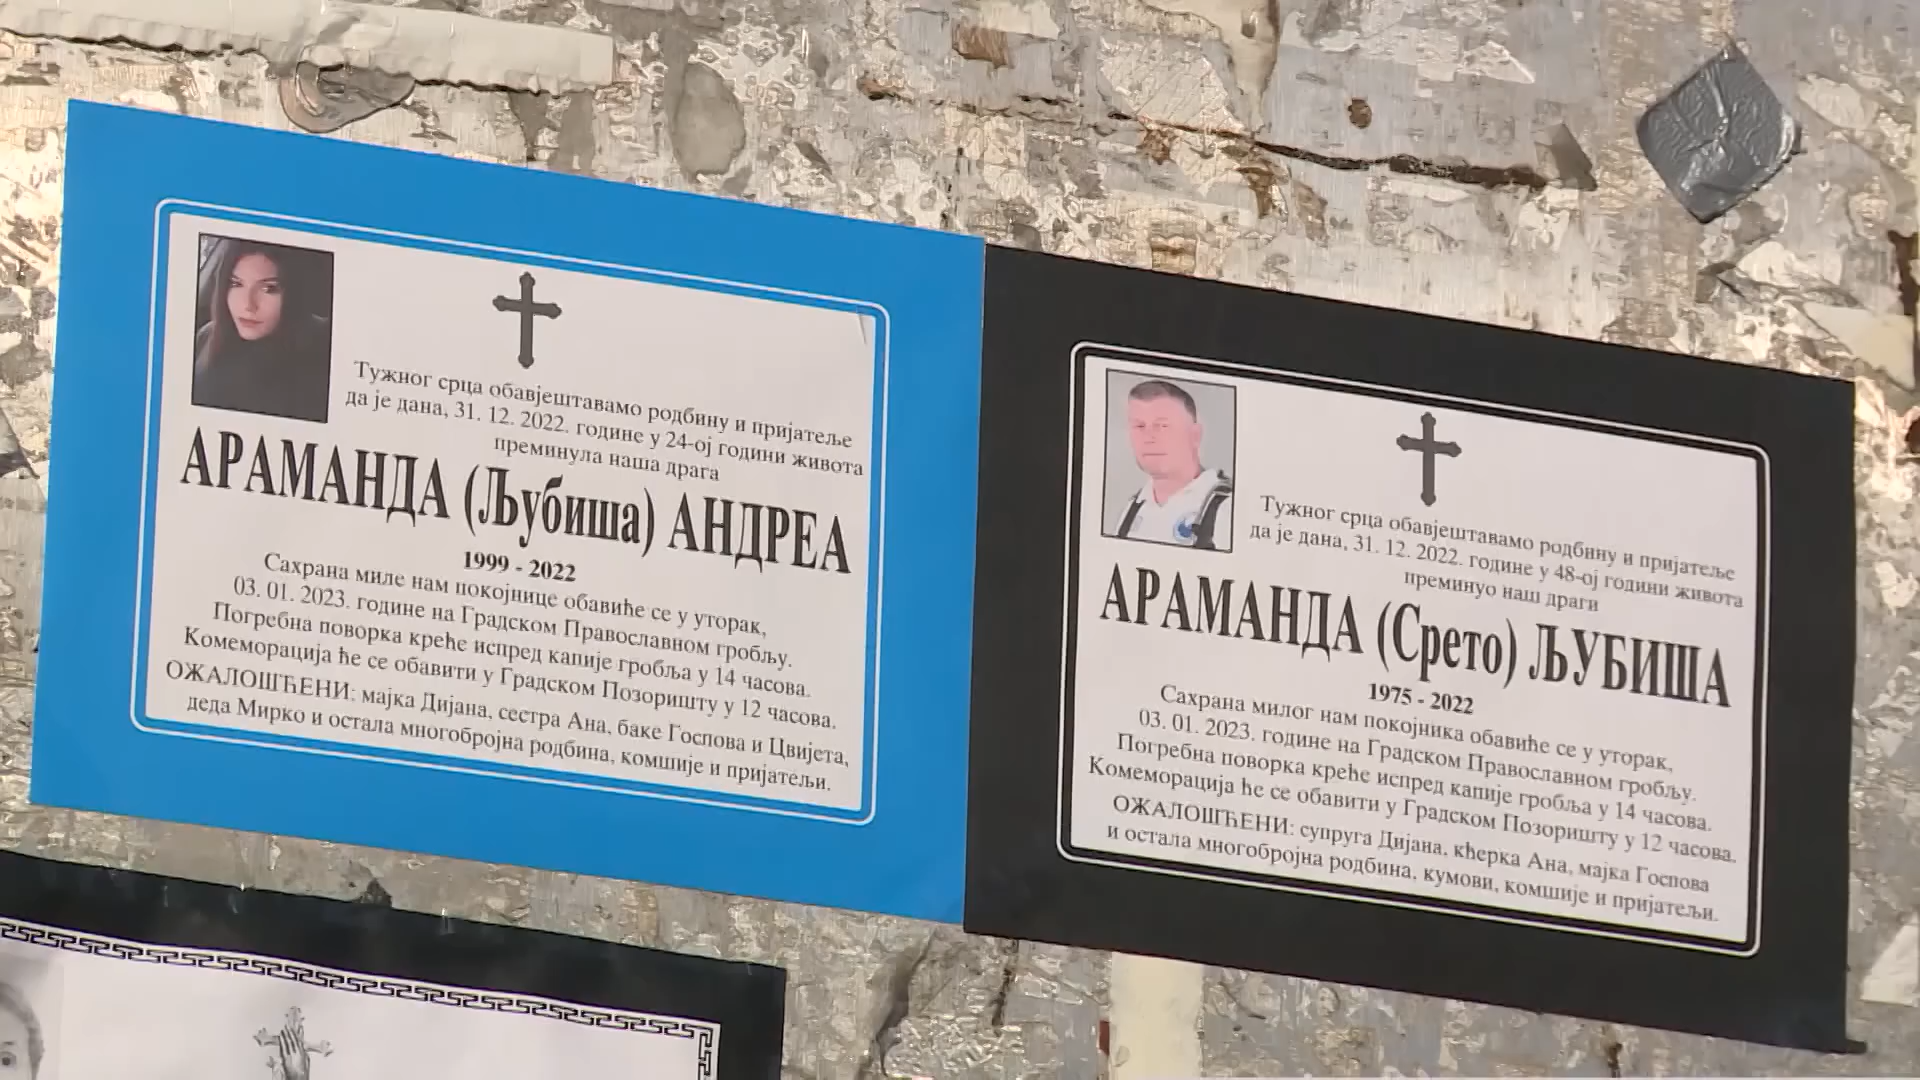 Тужног срца обавјештавамо родбину и пријатеље
да је дана, 31. 12. 2022. године у 24-ој години живота
преминула наша драга
АРАМАНДА (Љубиша) АНДРЕА
1999 - 2022
Сахрана миле нам покојнице обавиће се у уторак,
03. 01. 2023. године на Градском Православном гробљу.
Погребна поворка креће испред капије гробља у 14 часова.
Комеморација ће се обавити у Градском Позоришту у 12 часова.
ОЖАЛОШЋЕНИ: мајка Дијана, сестра Ана, баке Госпова и Цвијета,
деда Мирко и остала многобројна родбина, комшије и пријатељи.
Тужног срца обавјештавамо родбину и пријатеље
да је дана, 31. 12. 2022. године у 48-ој години живота
преминуо наш драги
АРАМАНДА (Срето) ЉУБИША
1975 - 2022
Сахрана милог нам покојника обавиће се у уторак,
03. 01. 2023. године на Градском Православном гробљу.
Погребна поворка креће испред капије гробља у 14 часова.
Комеморација ће се обавити у Градском Позоришту у 12 часова.
ОЖАЛОШЋЕНИ: супруга Дијана, кћерка Ана, мајка Госпова
и остала многобројна родбина, кумови, комшије и пријатељи.